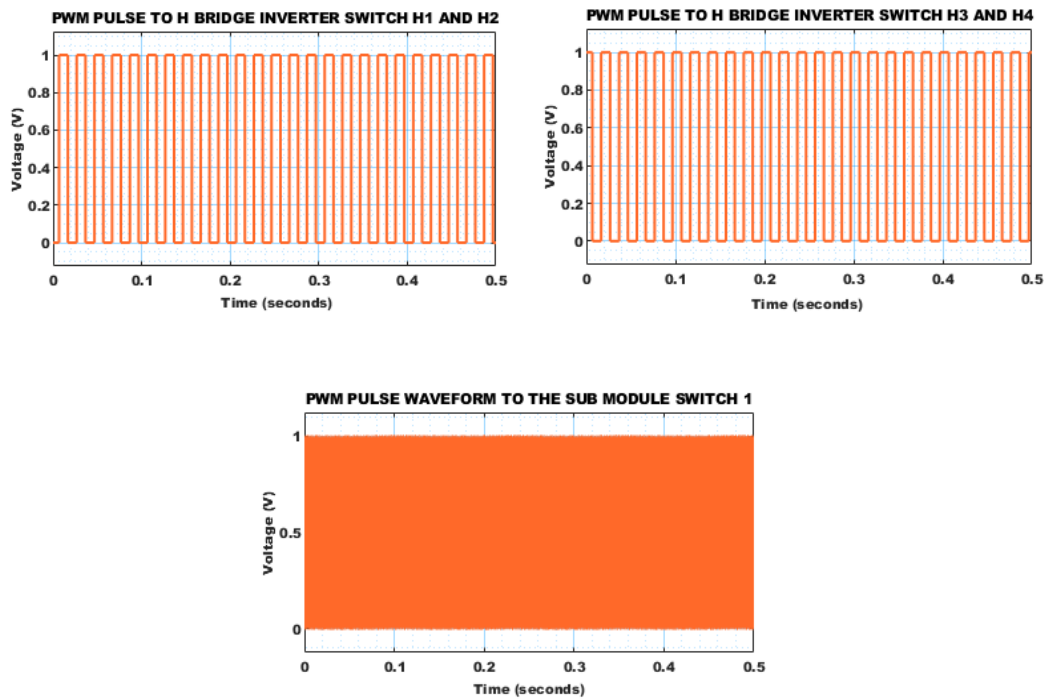 PWM PULSE TO H BRIDGE INVERTER SWITCH H1 AND H2
1
0.8
0.6
0.4
0.2
0
Voltage (V)
0 0.1 0.2 0.3 0.4 0.5
Time (seconds)
PWM PULSE TO H BRIDGE INVERTER SWITCH H3 AND H4
1
0.8
0.6
0.4
0.2
0
Voltage (V)
0 0.1 0.2 0.3 0.4 0.5
Time (seconds)
PWM PULSE WAVEFORM TO THE SUB MODULE SWITCH 1
1
0.5
0
Voltage (V)
0 0.1 0.2 0.3 0.4 0.5
Time (seconds)